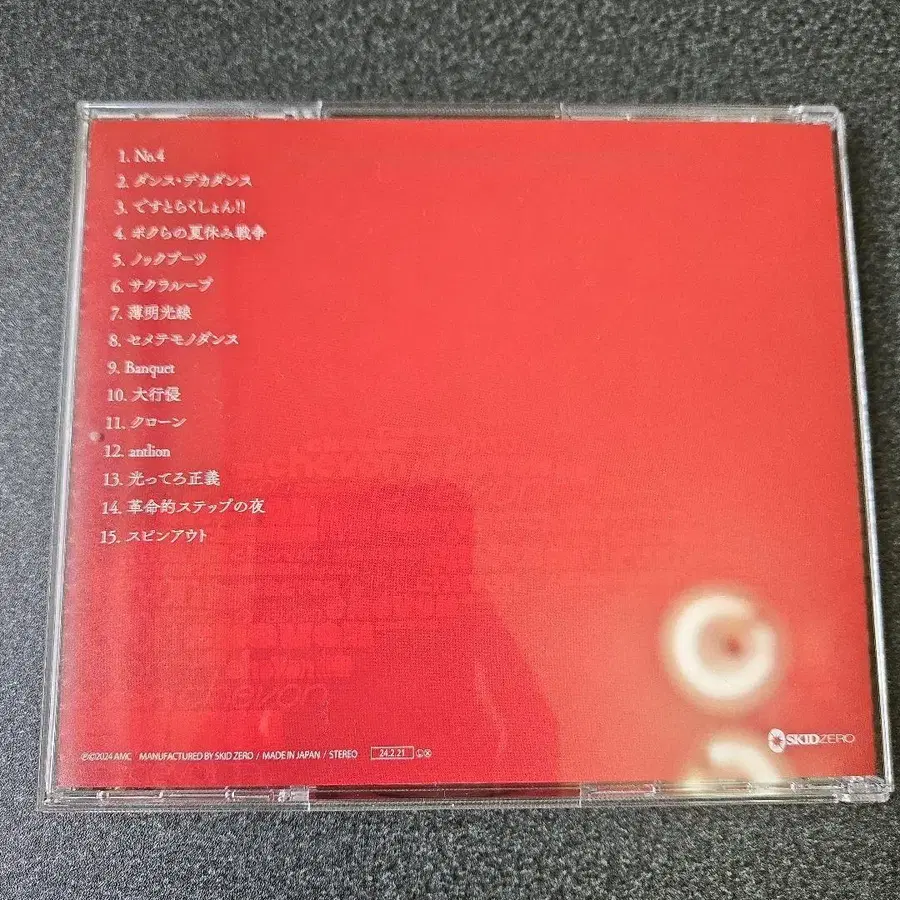 1. No.4
2. ダンス・デカダンス
3. ですとらくしょん!!
4. ボクらの夏休み戦争
5. ノックブーツ
6. サクラループ
7. 薄明光線
8. セメテモノダンス
9. Banquet
10. 大行侵
11. クローン
12. antlion
13. 光ってろ正義
14. 革命的ステップの夜
15. スピンアウト
chevon
chevon
℗©2024 AMC MANUFACTURED BY SKID ZERO / MADE IN JAPAN / STEREO 24.2.21 Ⓛ Ⓧ
SKIDZERO